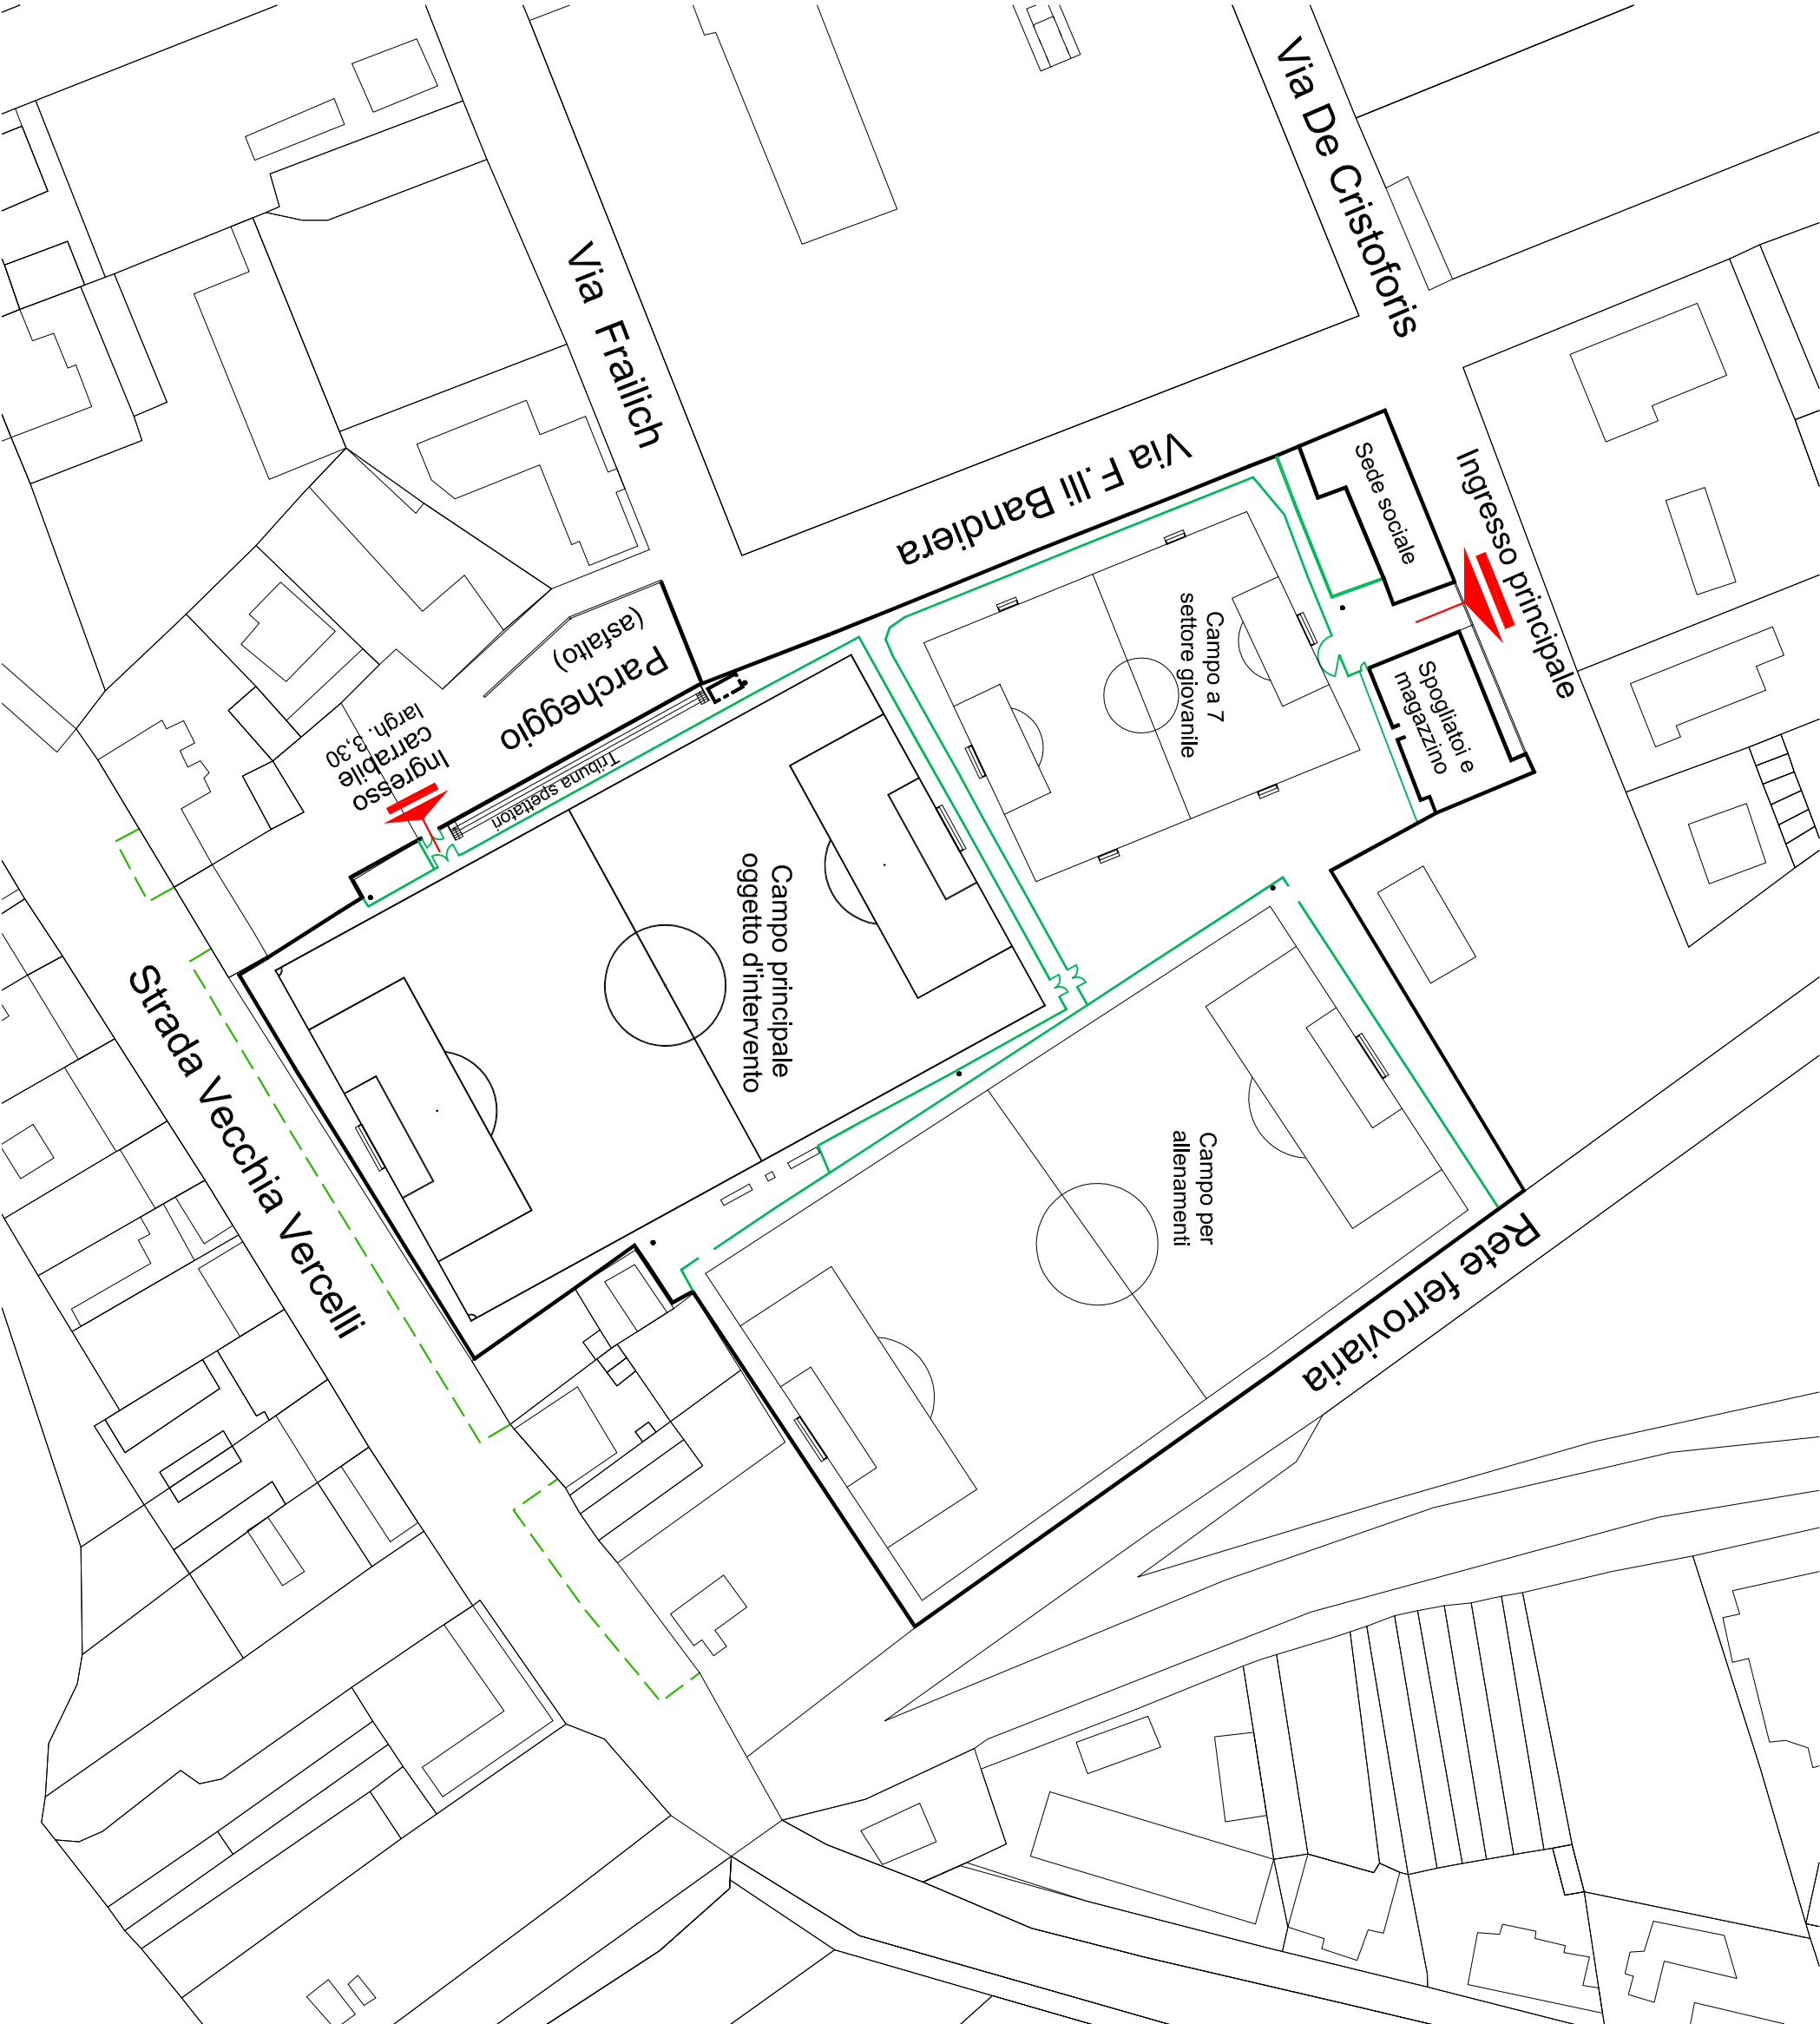 Via De Cristoforis
Via Frailich
Via F.lli Bandiera
Sede sociale
Ingresso principale
Campo a 7
settore giovanile
Spogliatoi e
magazzino
Parcheggio
(asfalto)
Ingresso
carrabile
largh. 3,30
Tribuna spettatori
Campo principale
oggetto d'intervento
Strada Vecchia Vercelli
Campo per
allenamenti
Rete ferroviaria